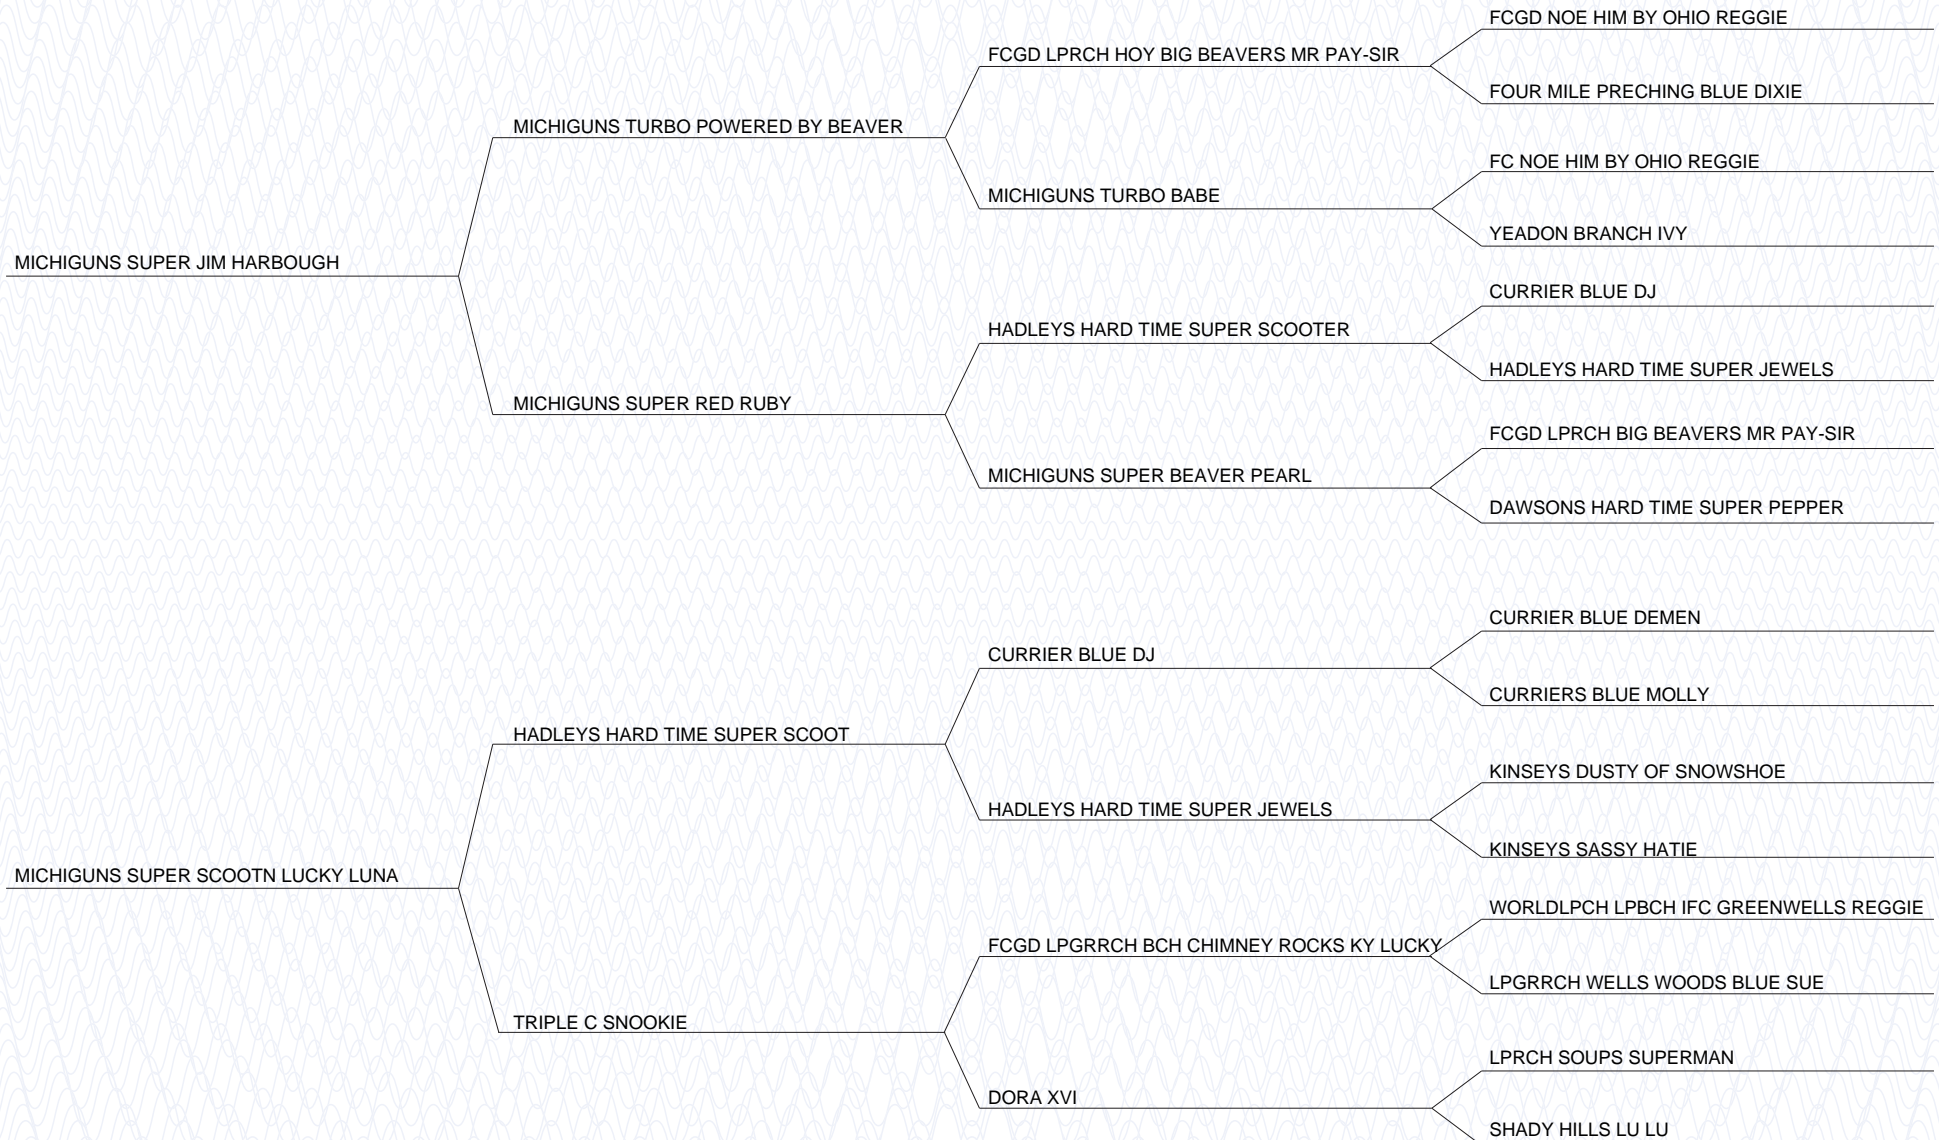 FCGD NOE HIM BY OHIO REGGIE
FCGD LPRCH HOY BIG BEAVERS MR PAY-SIR
FOUR MILE PRECHING BLUE DIXIE
MICHIGUNS TURBO POWERED BY BEAVER
FC NOE HIM BY OHIO REGGIE
MICHIGUNS TURBO BABE
YEADON BRANCH IVY
MICHIGUNS SUPER JIM HARBOUGH
CURRIER BLUE DJ
HADLEYS HARD TIME SUPER SCOOTER
HADLEYS HARD TIME SUPER JEWELS
MICHIGUNS SUPER RED RUBY
FCGD LPRCH BIG BEAVERS MR PAY-SIR
MICHIGUNS SUPER BEAVER PEARL
DAWSONS HARD TIME SUPER PEPPER
CURRIER BLUE DEMEN
CURRIER BLUE DJ
CURRIERS BLUE MOLLY
HADLEYS HARD TIME SUPER SCOOT
KINSEYS DUSTY OF SNOWSHOE
HADLEYS HARD TIME SUPER JEWELS
KINSEYS SASSY HATIE
MICHIGUNS SUPER SCOOTN LUCKY LUNA
WORLDLPCH LPBCH IFC GREENWELLS REGGIE
FCGD LPGRRCH BCH CHIMNEY ROCKS KY LUCKY
LPGRRCH WELLS WOODS BLUE SUE
TRIPLE C SNOOKIE
LPRCH SOUPS SUPERMAN
DORA XVI
SHADY HILLS LU LU